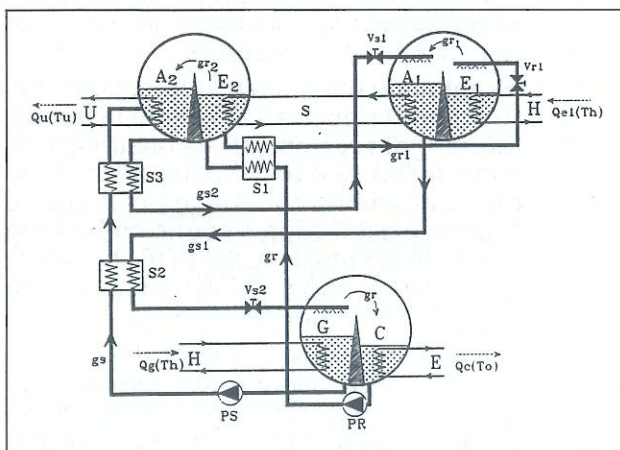 Vs1
gr2
gr1
Vr1
A2 E2
A1 E1
Qu(Tu) U S H Qe1(Th)
S3 S1 gr1
gs2
gs1 gr
S2 Vs2 gr
G C
gs Qg(Th) H E Qc(To)
PS PR